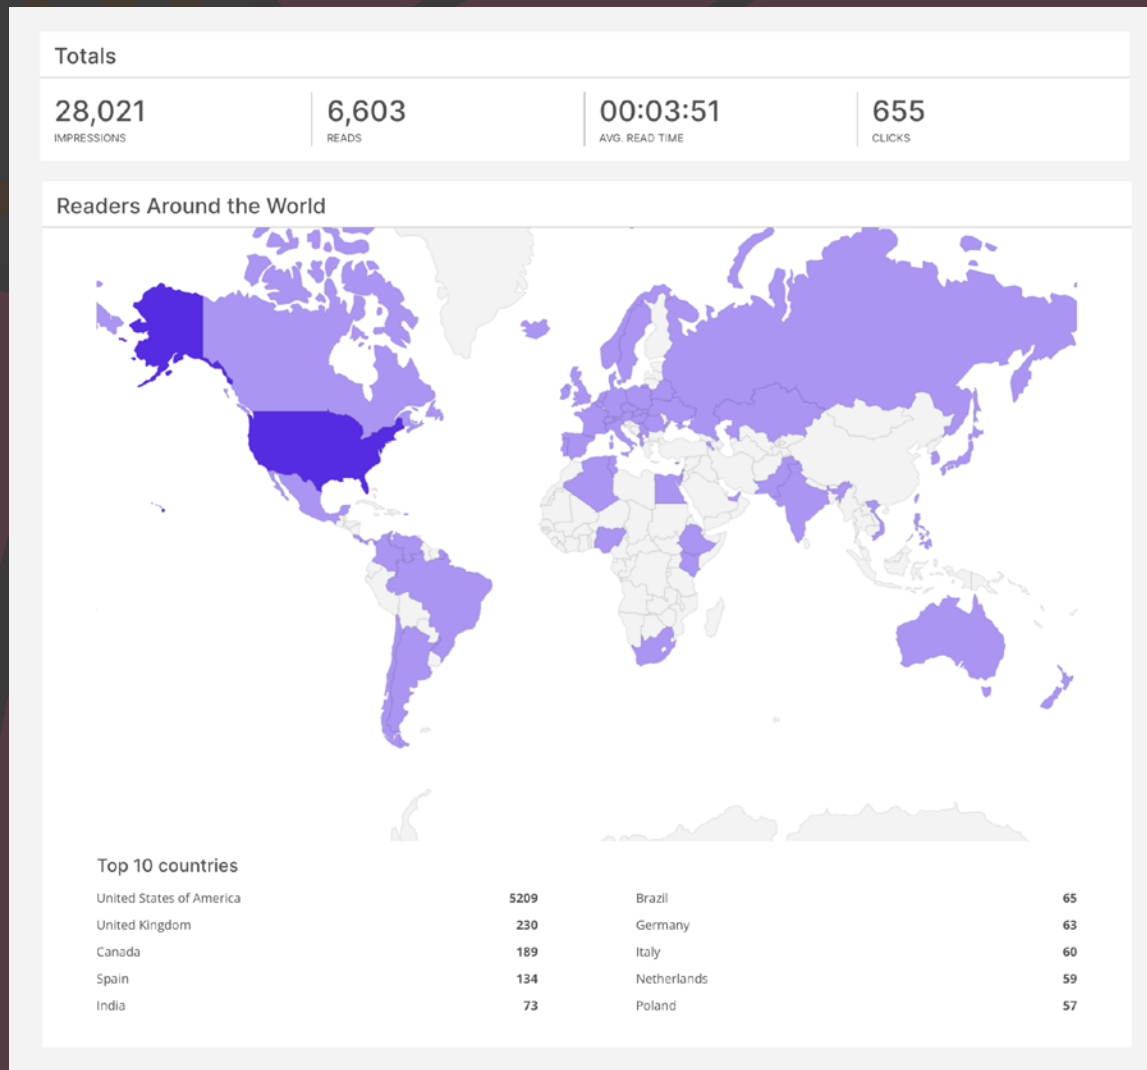 Totals
28,021 6,603 00:03:51 655
IMPRESSIONS READS AVG. READ TIME CLICKS
Readers Around the World
Top 10 countries
United States of America 5209
United Kingdom 230
Canada 189
Spain 134
India 73
Brazil 65
Germany 63
Italy 60
Netherlands 59
Poland 57